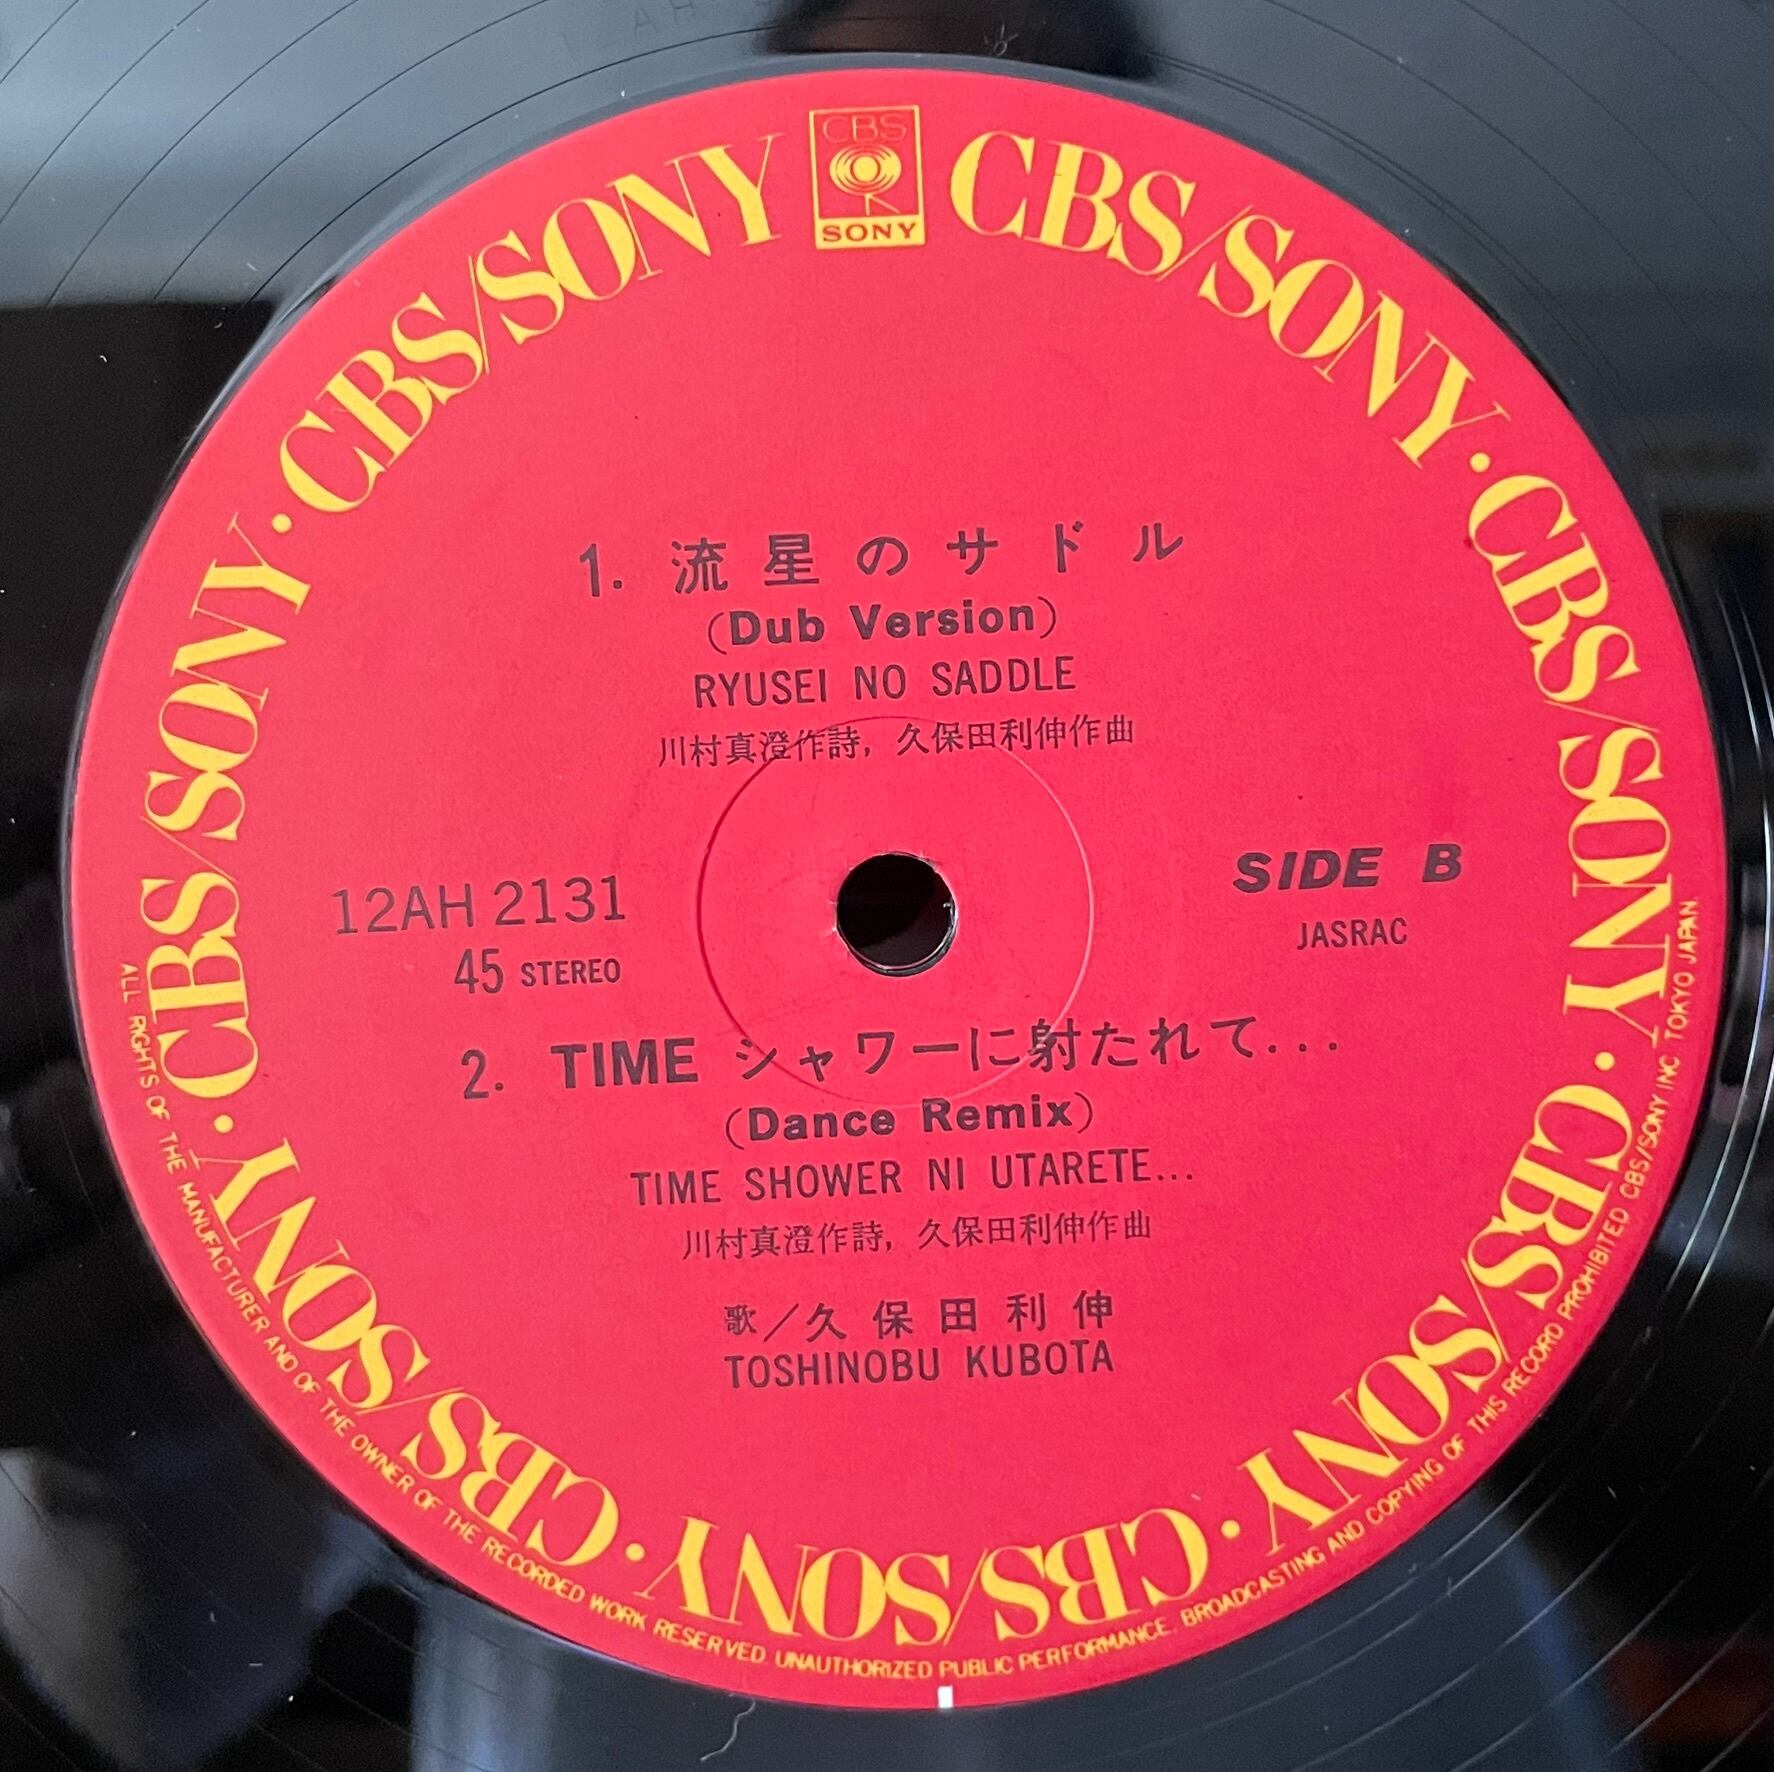 CBS
SONY
CBS/SONY · CBS/SONY · CBS/SONY · CBS/SONY · CBS/SONY · CBS/SONY · CBS/SONY
1. 流星のサドル
(Dub Version)
RYUSEI NO SADDLE
川村真澄作詩, 久保田利伸作曲
12AH 2131
SIDE B
45 STEREO
JASRAC
2. TIME シャワーに射たれて...
(Dance Remix)
TIME SHOWER NI UTARETE...
川村真澄作詩, 久保田利伸作曲
歌／久保田利伸
TOSHINOBU KUBOTA
ALL RIGHTS OF THE MANUFACTURER AND OF THE OWNER OF THE RECORDED WORK RESERVED UNAUTHORIZED PUBLIC PERFORMANCE, BROADCASTING AND COPYING OF THIS RECORD PROHIBITED CBS/SONY INC TOKYO JAPAN.